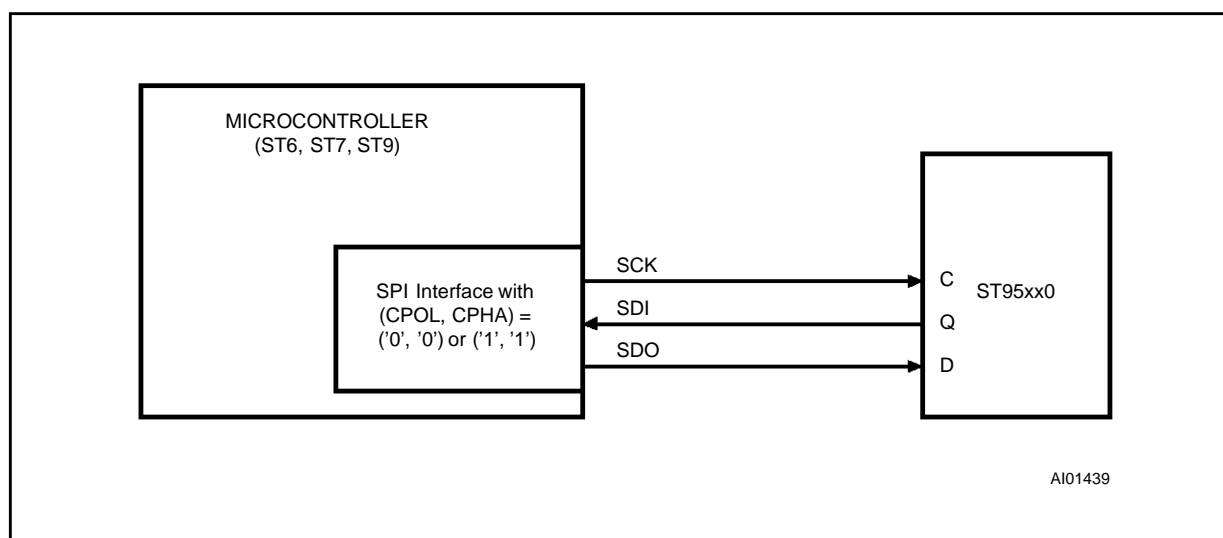 MICROCONTROLLER
(ST6, ST7, ST9)
SPI Interface with
(CPOL, CPHA) =
('0', '0') or ('1', '1')
SCK
SDI
SDO
C
Q
D
ST95xx0
AI01439